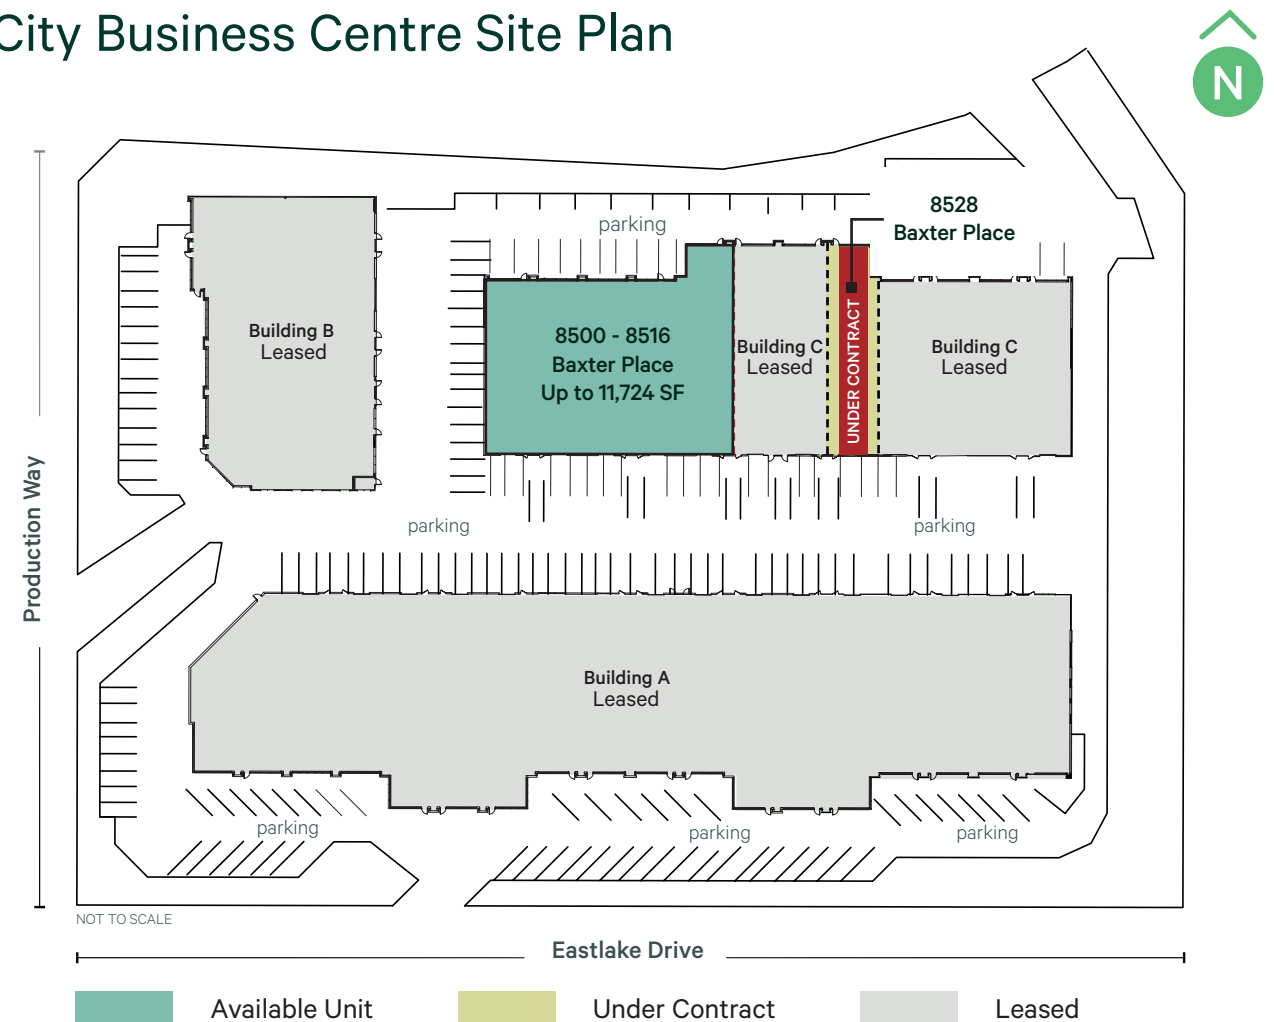 City Business Centre Site Plan
N
8528
Baxter Place
parking
Building B
Leased
8500 - 8516
Baxter Place
Up to 11,724 SF
Building C
Leased
UNDER CONTRACT
Building C
Leased
Production Way
parking
parking
Building A
Leased
parking
parking
parking
NOT TO SCALE
Eastlake Drive
Available Unit
Under Contract
Leased